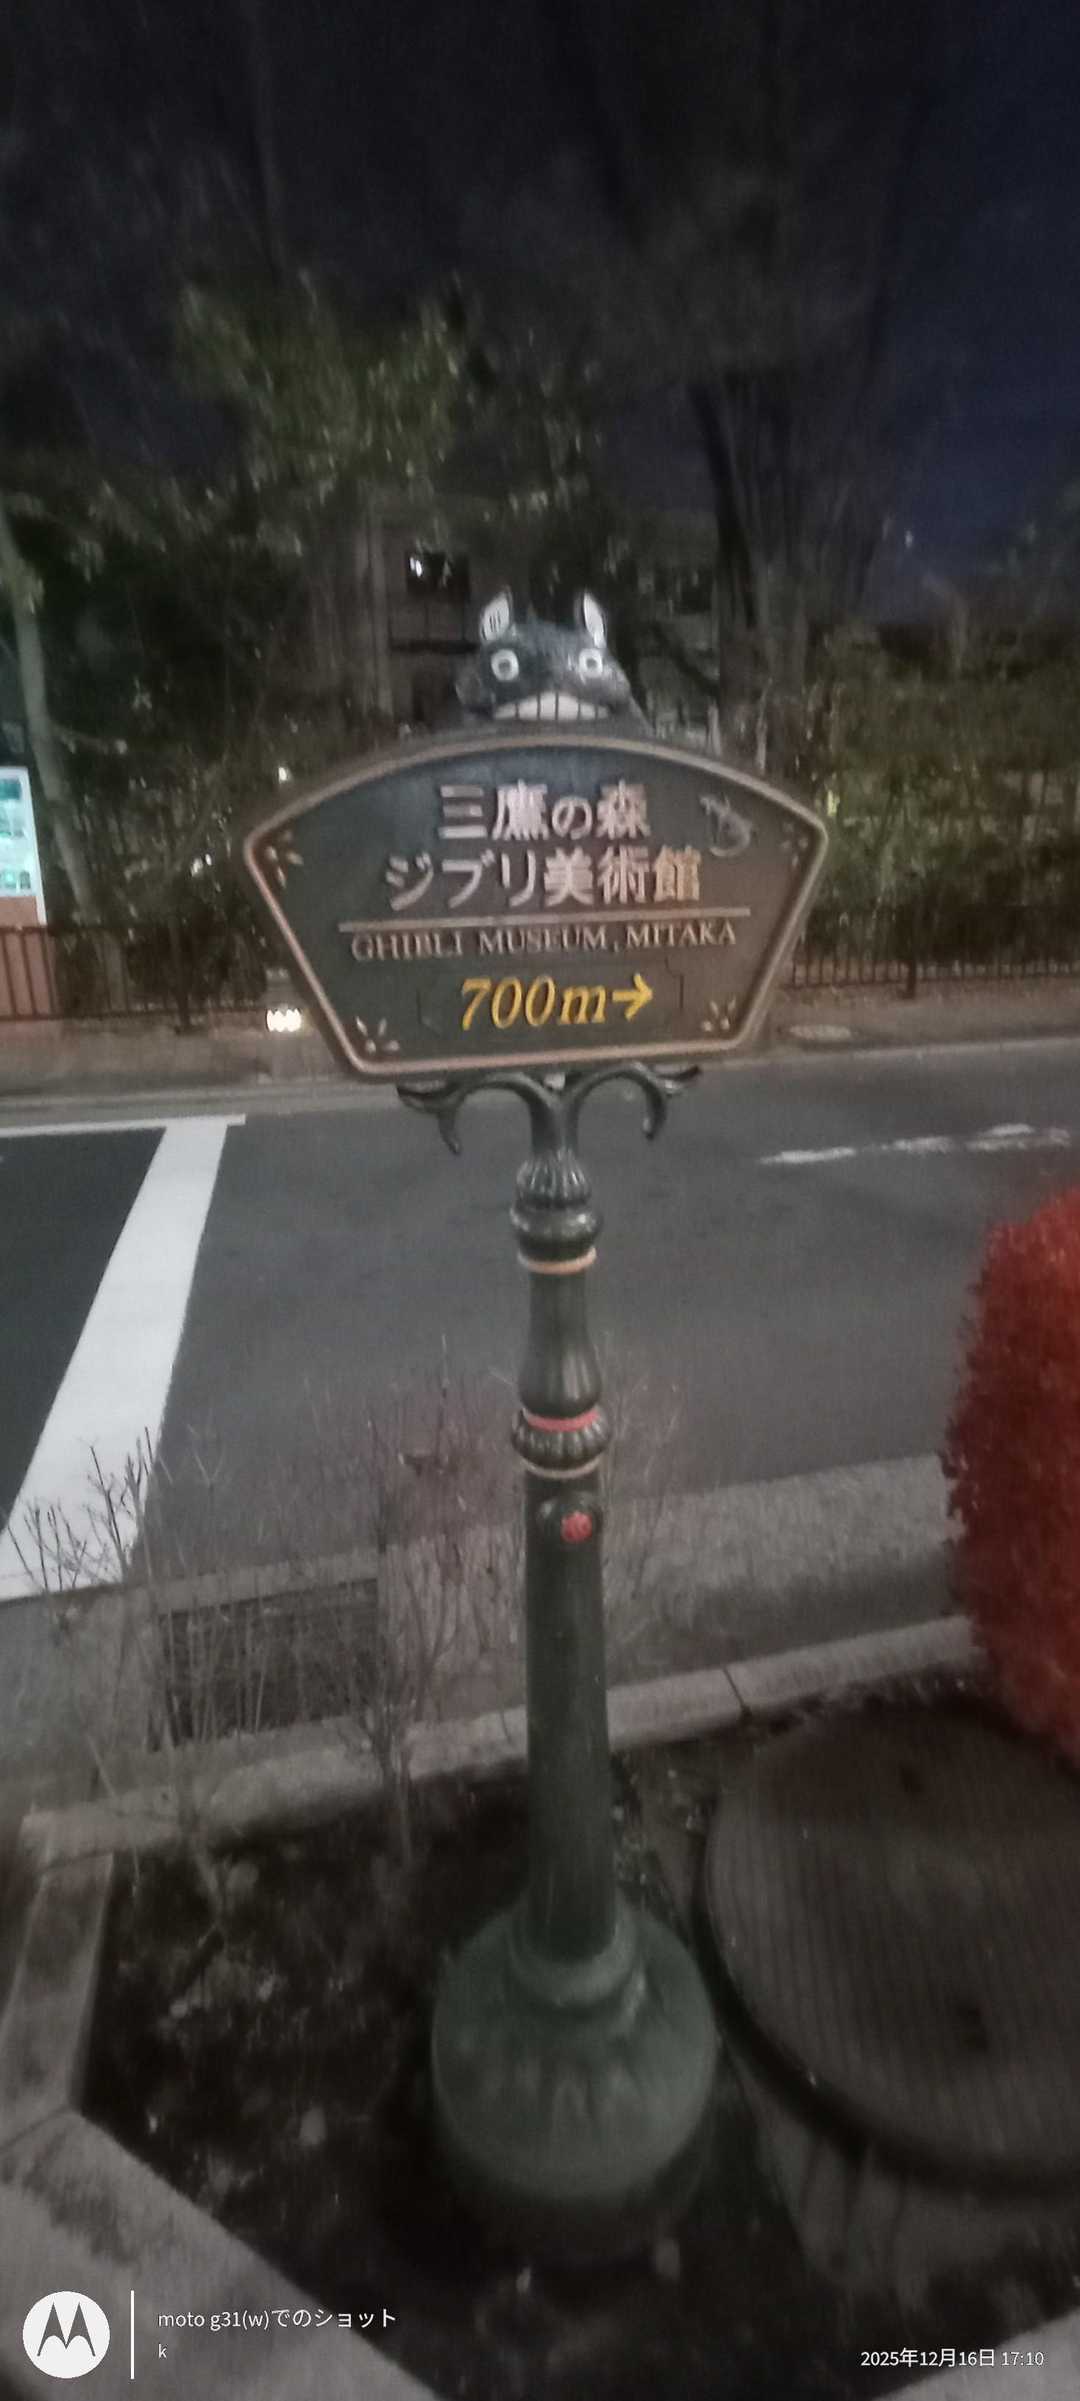 三鷹の森
ジブリ美術館
GHIBLI MUSEUM, MITAKA
700m→
moto g31(w)でのショット
k
2025年12月16日 17:10